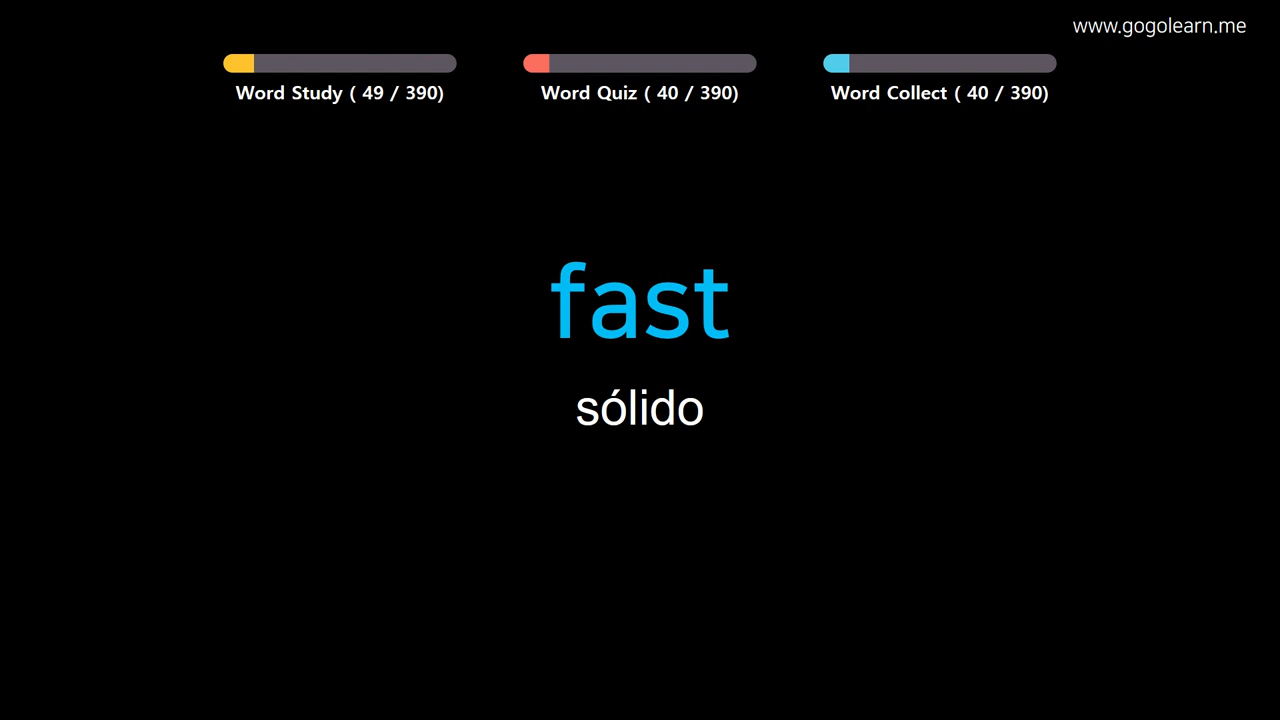 www.gogolearn.me
Word Study ( 49 / 390)
Word Quiz ( 40 / 390)
Word Collect ( 40 / 390)
fast
sólido